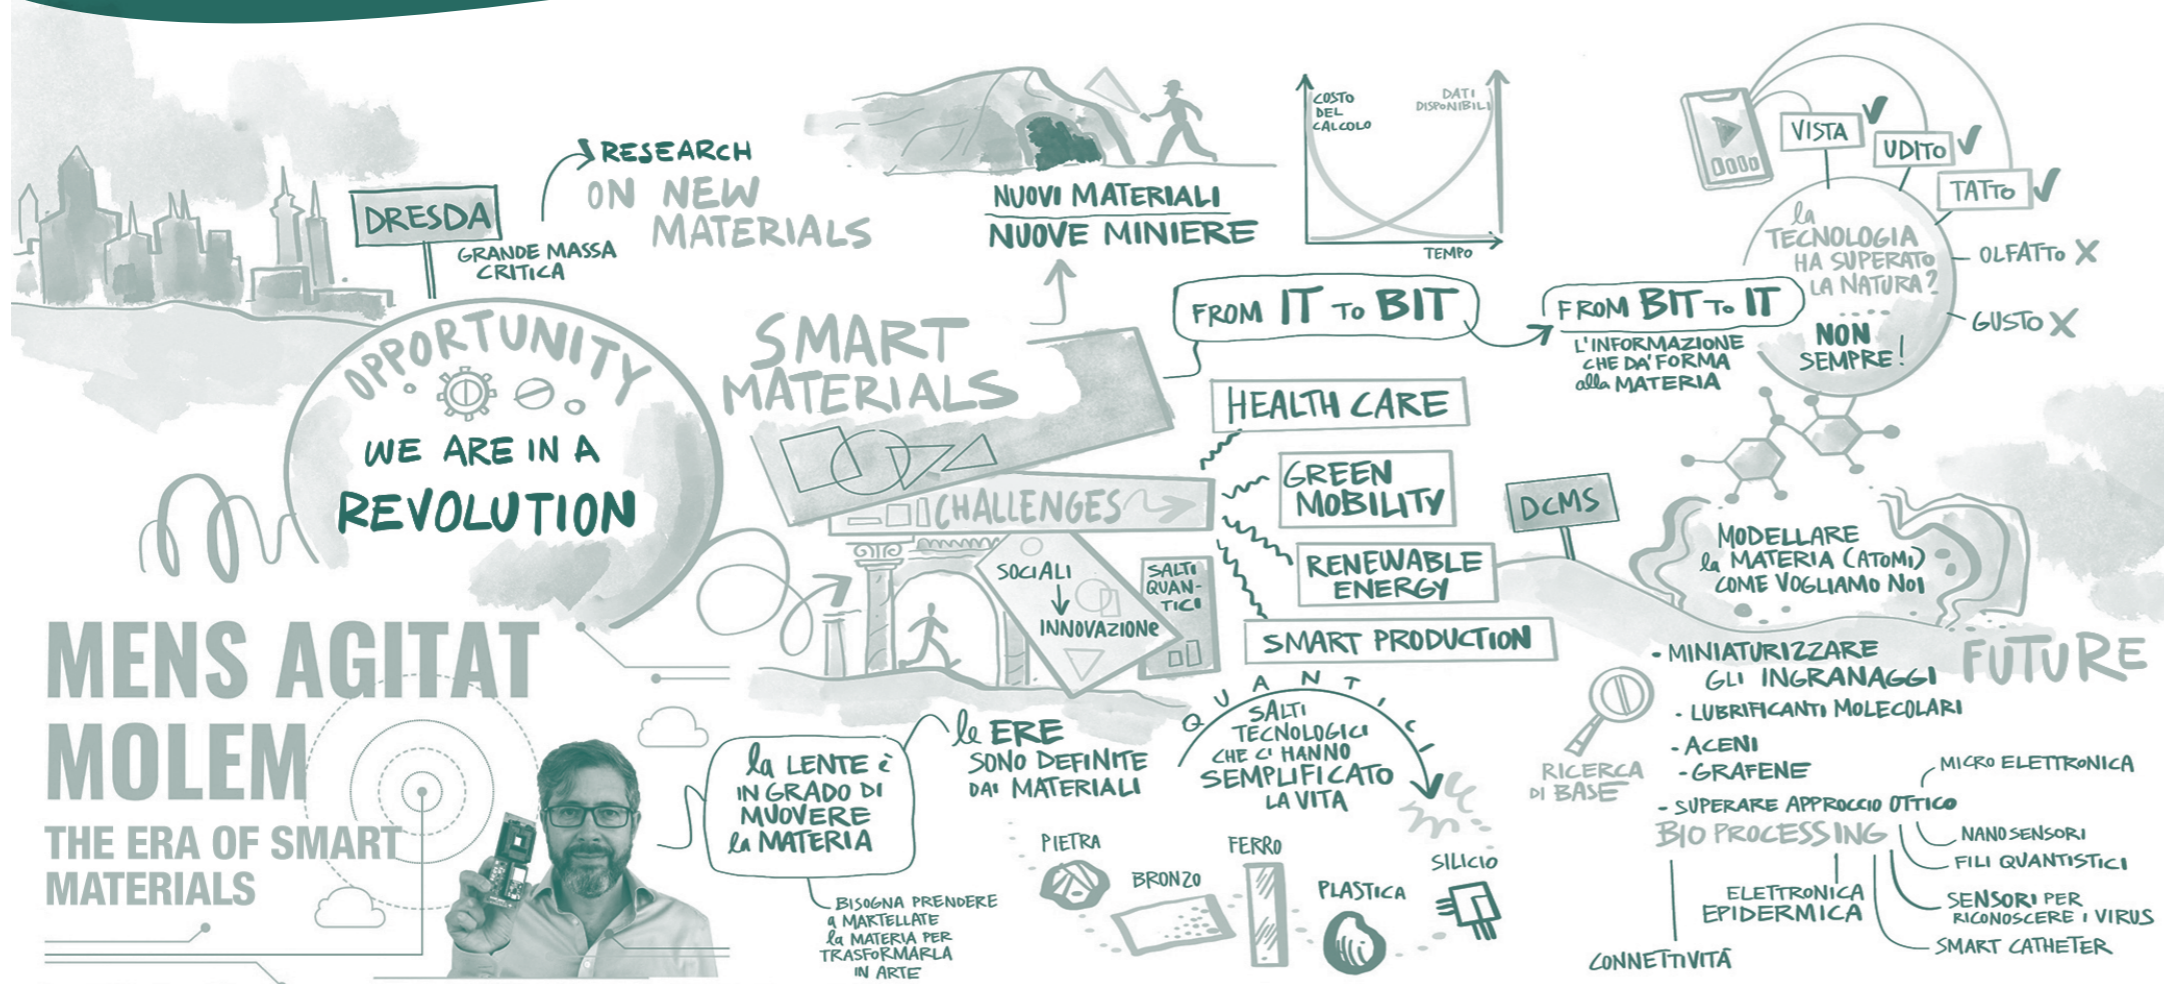 DRESDA
GRANDE MASSA
CRITICA
RESEARCH
ON NEW
MATERIALS
OPPORTUNITY
WE ARE IN A
REVOLUTION
MENS AGITAT
MOLEM
THE ERA OF SMART
MATERIALS
NUOVI MATERIALI
NUOVE MINIERE
SMART
MATERIALS
CHALLENGES
SOCIALI
INNOVAZIONE
SALTI
QUAN-
TICI
COSTO
DEL
CALCOLO
DATI
DISPONIBILI
TEMPO
FROM IT TO BIT
FROM BIT TO IT
L'INFORMAZIONE
CHE DA' FORMA
alla MATERIA
HEALTH CARE
GREEN
MOBILITY
RENEWABLE
ENERGY
SMART PRODUCTION
VISTA
UDITO
TATTO
OLFATTO
GUSTO
la
TECNOLOGIA
HA SUPERATO
LA NATURA?
NON
SEMPRE!
DCMS
MODELLARE
la MATERIA (ATOMI)
COME VOGLIAMO NOI
FUTURE
la LENTE è
IN GRADO DI
MUOVERE
la MATERIA
BISOGNA PRENDERE
a MARTELLATE
la MATERIA PER
TRASFORMARLA
IN ARTE
le ERE
SONO DEFINITE
DAI MATERIALI
QUANTICI
SALTI
TECNOLOGICI
CHE CI HANNO
SEMPLIFICATO
LA VITA
PIETRA
BRONZO
FERRO
PLASTICA
SILICIO
RICERCA
DI BASE
- MINIATURIZZARE
GLI INGRANAGGI
- LUBRIFICANTI MOLECOLARI
- ACENI
- GRAFENE
- SUPERARE APPROCCIO OTTICO
BIO PROCESSING
MICRO ELETTRONICA
NANO SENSORI
FILI QUANTISTICI
SENSORI PER
RICONOSCERE I VIRUS
SMART CATHETER
ELETTRONICA
EPIDERMICA
CONNETTIVITÁ